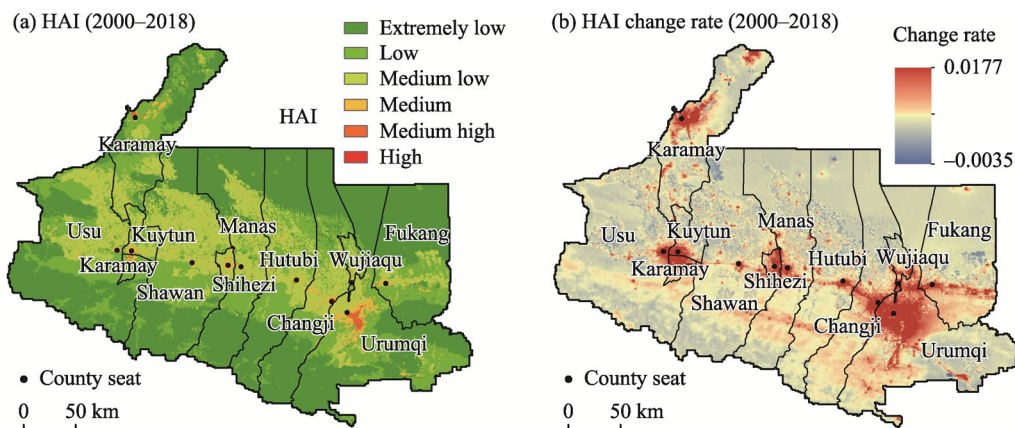 (a) HAI (2000–2018)
Extremely low
Low
Medium low
Medium
Medium high
High
HAI
Karamay
Usu
Kuytun
Manas
Fukang
Karamay
Hutubi
Wujiaqu
Shawan
Shihezi
Changji
Urumqi
County seat
0 50 km
(b) HAI change rate (2000–2018)
Change rate
0.0177
–0.0035
Karamay
Usu
Kuytun
Manas
Fukang
Karamay
Hutubi
Wujiaqu
Shawan
Shihezi
Changji
Urumqi
County seat
0 50 km